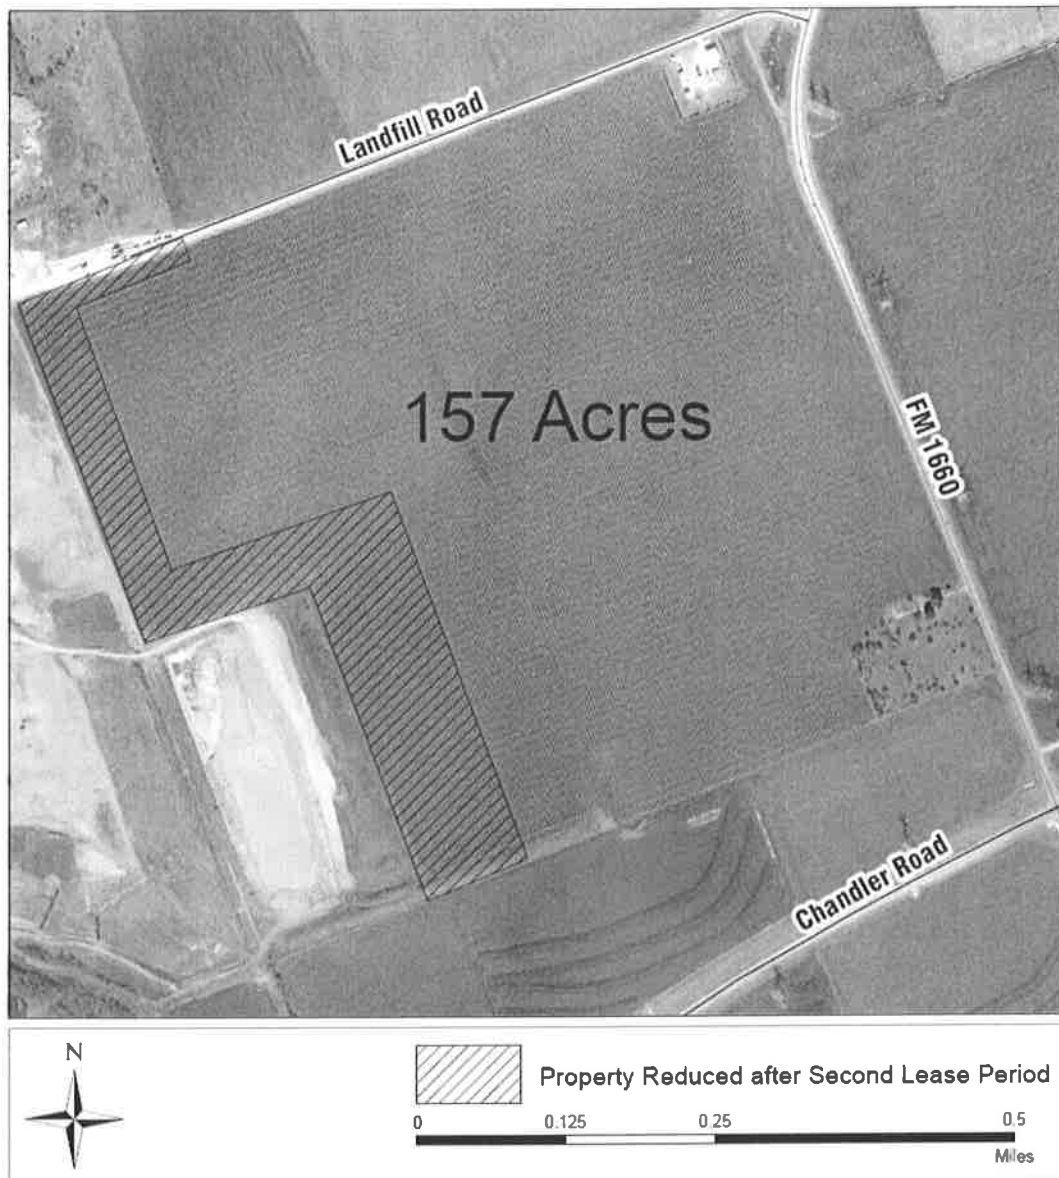 Landfill Road
157 Acres
FM 1660
Chandler Road
N
Property Reduced after Second Lease Period
0 0.125 0.25 0.5
Miles